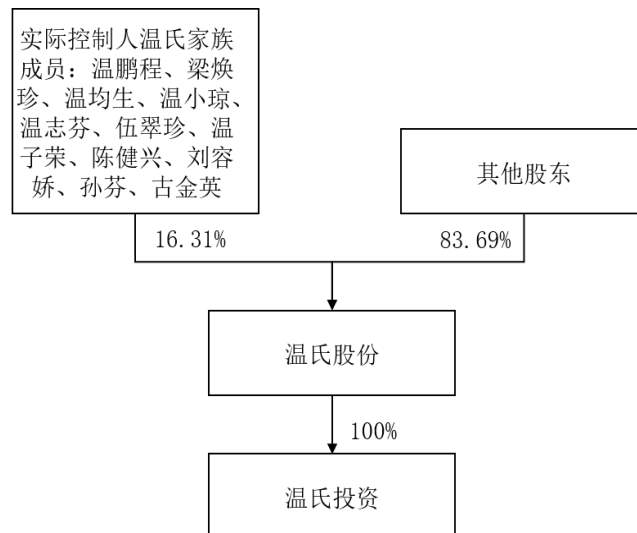 实际控制人温氏家族
成员：温鹏程、梁焕
珍、温均生、温小琼、
温志芬、伍翠珍、温
子荣、陈健兴、刘容
娇、孙芬、古金英
其他股东
16.31%
83.69%
温氏股份
100%
温氏投资